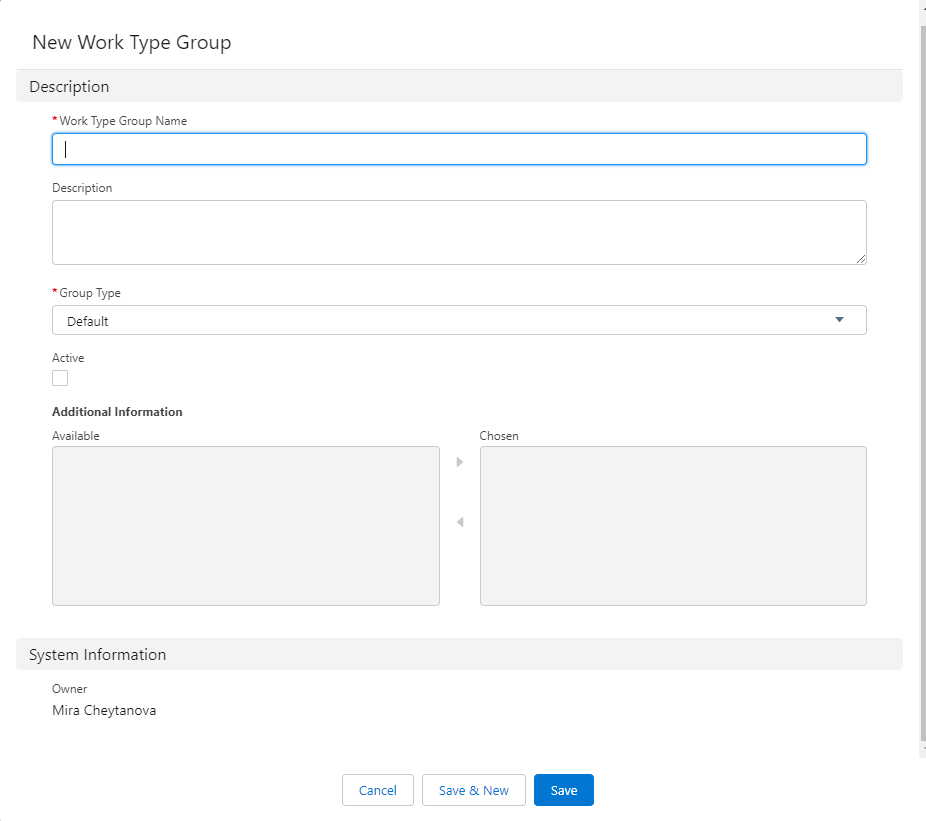 New Work Type Group
Description
* Work Type Group Name
Description
* Group Type
Default
Active
Additional Information
Available
Chosen
System Information
Owner
Mira Cheytanova
Cancel
Save & New
Save